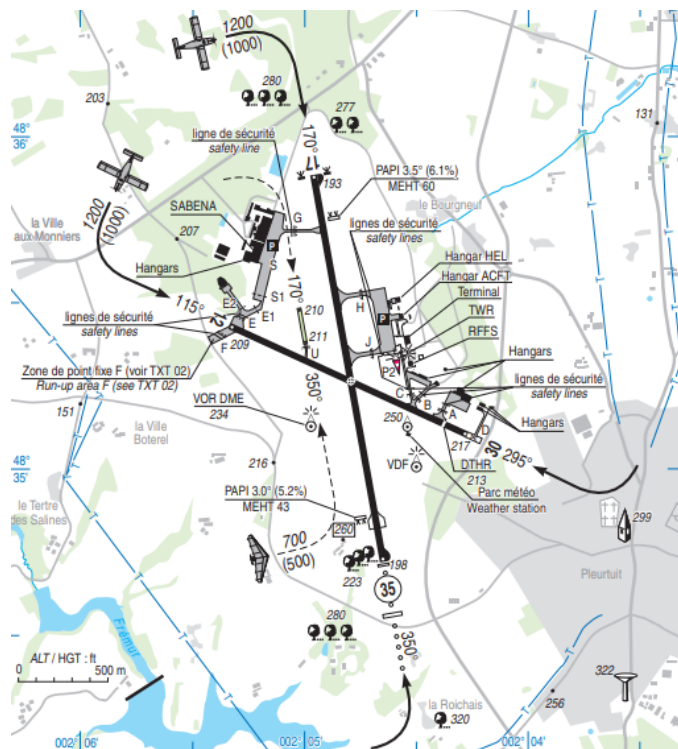 1200
(1000)
280
277
203
131
48°
36'
ligne de sécurité
safety line
170°
17
193
PAPI 3.5° (6.1%)
MEHT 60
1200
(1000)
SABENA
G
le Bourgneuf
la Ville
aux Monniers
207
P
lignes de sécurité
safety lines
Hangars
S
Hangar HEL
Hangar ACFT
Terminal
TWR
RFFS
115°
170°
E2
S1
H
P
210
lignes de sécurité
safety lines
12
E
E1
211
J
Hangars
F
209
U
P2
Zone de point fixe F (voir TXT 02)
Run-up area F (see TXT 02)
350°
lignes de sécurité
safety lines
C
B
A
VOR DME
234
250
217
D
Hangars
151
la Ville
Boterel
30
295°
VDF
DTHR
213
48°
35'
216
Parc météo
Weather station
PAPI 3.0° (5.2%)
MEHT 43
299
le Tertre
des Salines
260
700
(500)
Pleurtuit
198
223
35
280
350°
Frémur
ALT / HGT : ft
0
500 m
322
256
la Roichais
320
T
T
T
T
T
T
002° 06'
002° 05'
002° 04'